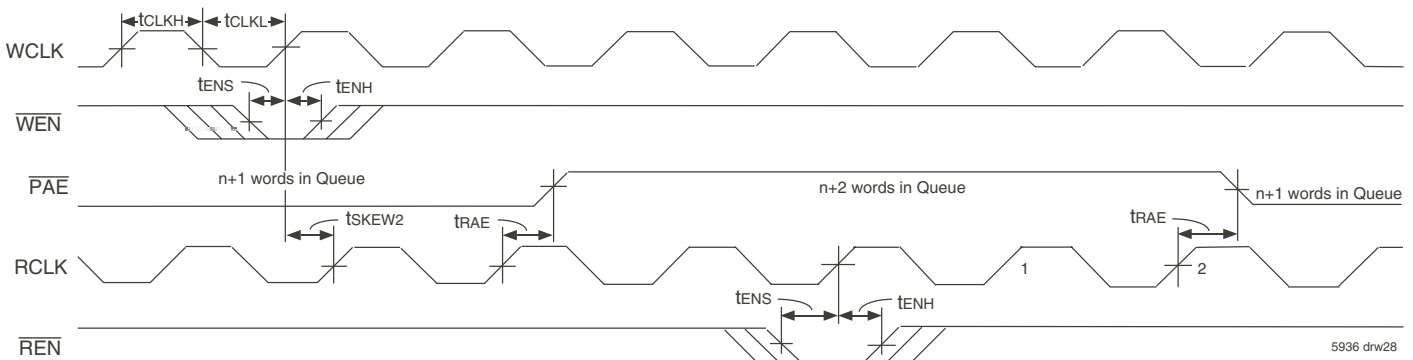 tCLKH
tCLKL
WCLK
tENS
tENH
WEN
n+1 words in Queue
PAE
n+2 words in Queue
n+1 words in Queue
tSKEW2
tRAE
tRAE
RCLK
1
2
tENS
tENH
REN
5936 drw28